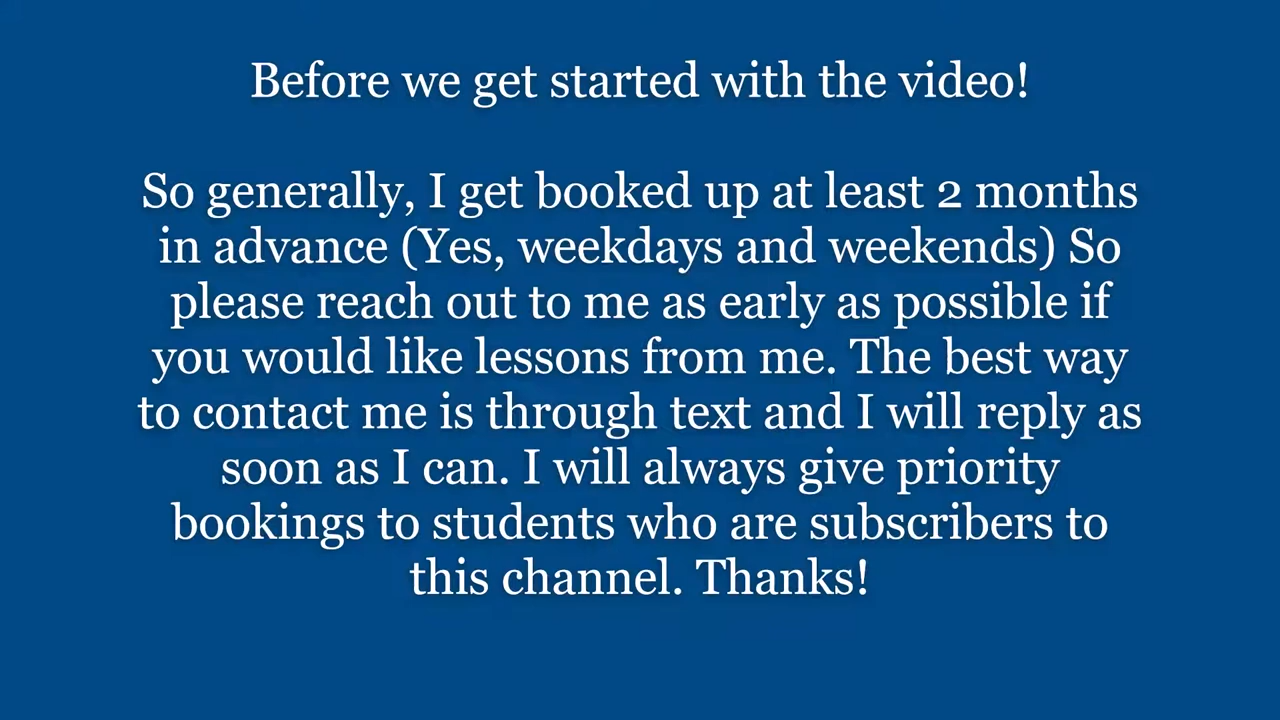 Before we get started with the video!
So generally, I get booked up at least 2 months
in advance (Yes, weekdays and weekends) So
please reach out to me as early as possible if
you would like lessons from me. The best way
to contact me is through text and I will reply as
soon as I can. I will always give priority
bookings to students who are subscribers to
this channel. Thanks!